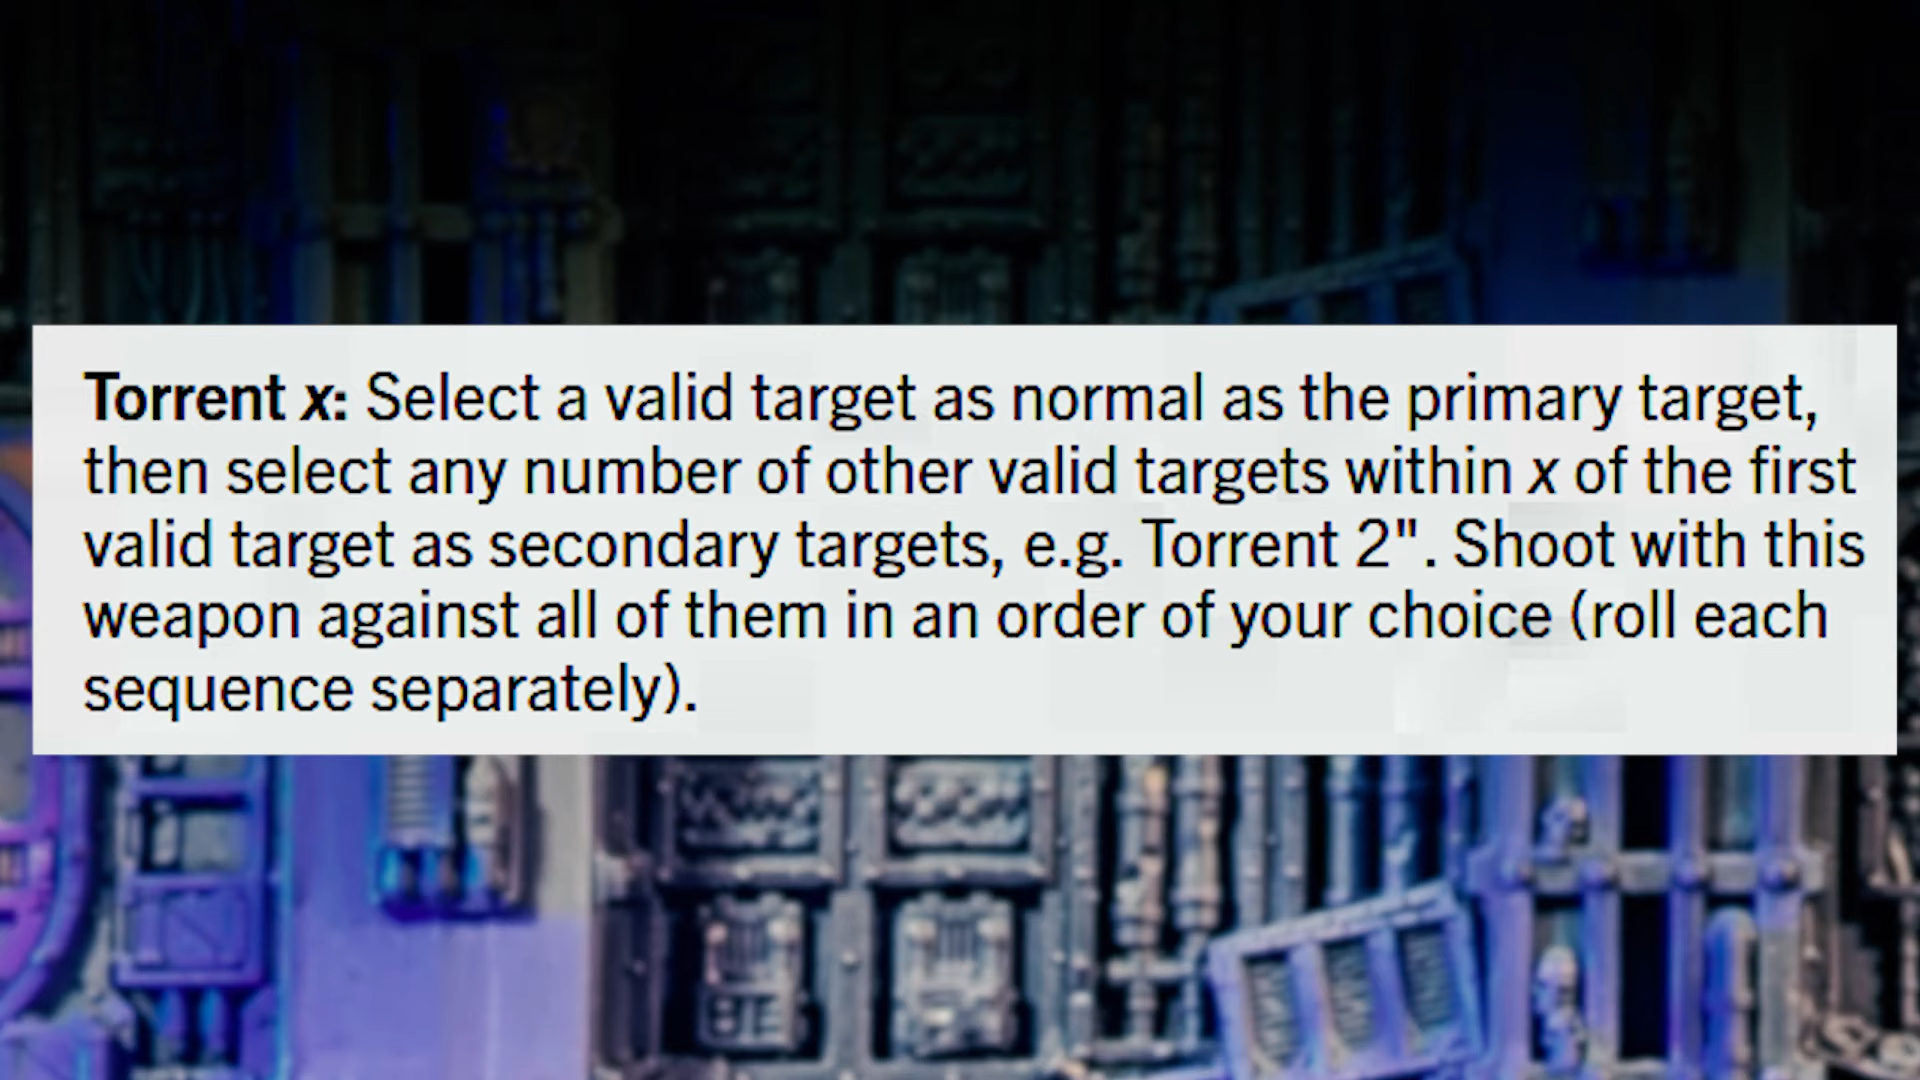 Torrent x: Select a valid target as normal as the primary target,
then select any number of other valid targets within x of the first
valid target as secondary targets, e.g. Torrent 2". Shoot with this
weapon against all of them in an order of your choice (roll each
sequence separately).